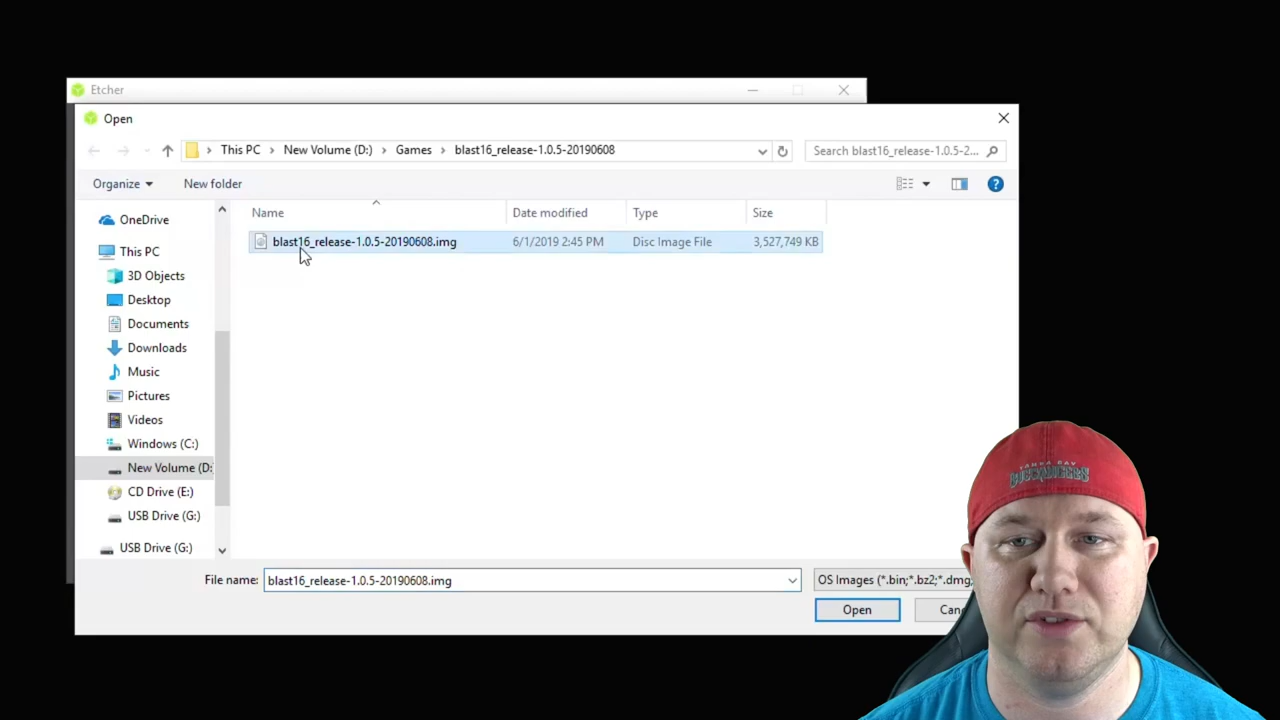 Etcher
Open
This PC
New Volume (D:)
Games
blast16_release-1.0.5-20190608
Search blast16_release-1.0.5-2...
Organize
New folder
Name
Date modified
Type
Size
OneDrive
blast16_release-1.0.5-20190608.img
6/1/2019 2:45 PM
Disc Image File
3,527,749 KB
This PC
3D Objects
Desktop
Documents
Downloads
Music
Pictures
Videos
Windows (C:)
New Volume (D:
CD Drive (E:)
USB Drive (G:)
USB Drive (G:)
File name:
blast16_release-1.0.5-20190608.img
OS Images (*.bin;*.bz2;*.dmg;
Open
Canc
TAMPA BAY
BUCCANEERS